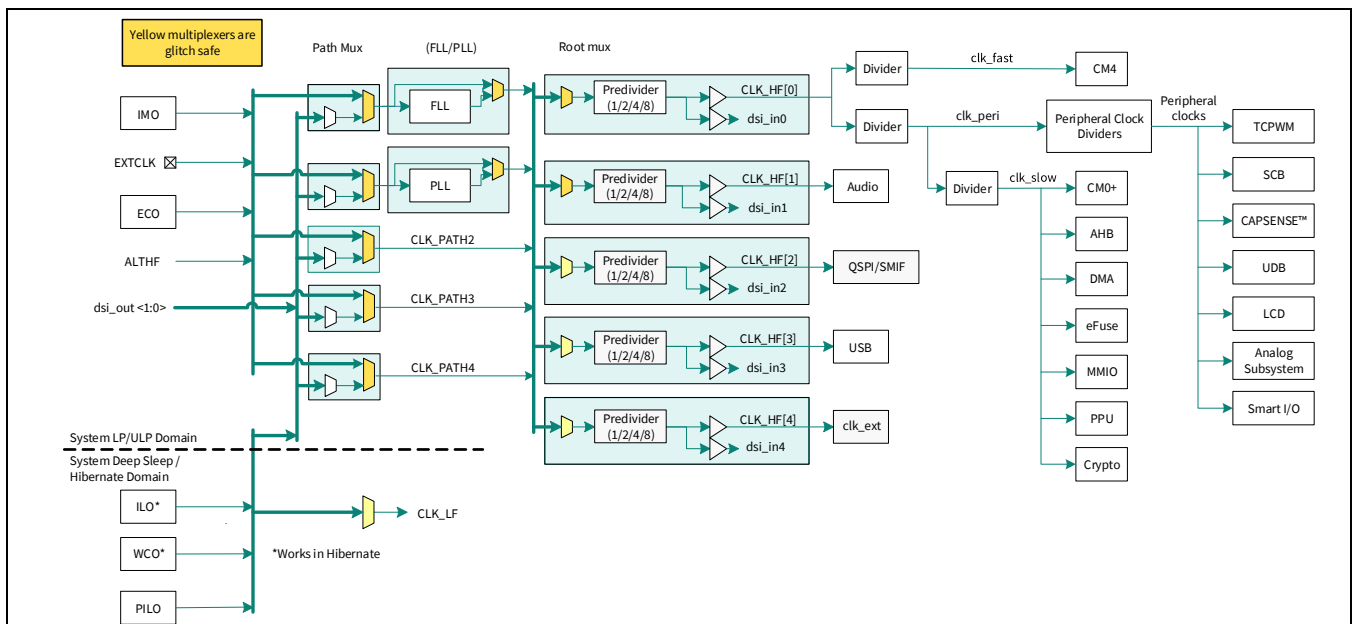 Yellow multiplexers are
glitch safe
Path Mux
(FLL/PLL)
Root mux
IMO
EXTCLK
ECO
ALTHF
dsi_out <1:0>
FLL
PLL
CLK_PATH2
CLK_PATH3
CLK_PATH4
Predivider
(1/2/4/8)
CLK_HF[0]
dsi_in0
Predivider
(1/2/4/8)
CLK_HF[1]
dsi_in1
Audio
Predivider
(1/2/4/8)
CLK_HF[2]
dsi_in2
QSPI/SMIF
Predivider
(1/2/4/8)
CLK_HF[3]
dsi_in3
USB
Predivider
(1/2/4/8)
CLK_HF[4]
dsi_in4
clk_ext
Divider
clk_fast
CM4
Divider
clk_peri
Peripheral Clock
Dividers
Peripheral
clocks
Divider
clk_slow
CM0+
AHB
DMA
eFuse
MMIO
PPU
Crypto
TCPWM
SCB
CAPSENSE™
UDB
LCD
Analog
Subsystem
Smart I/O
System LP/ULP Domain
System Deep Sleep /
Hibernate Domain
ILO*
WCO*
PILO
CLK_LF
*Works in Hibernate